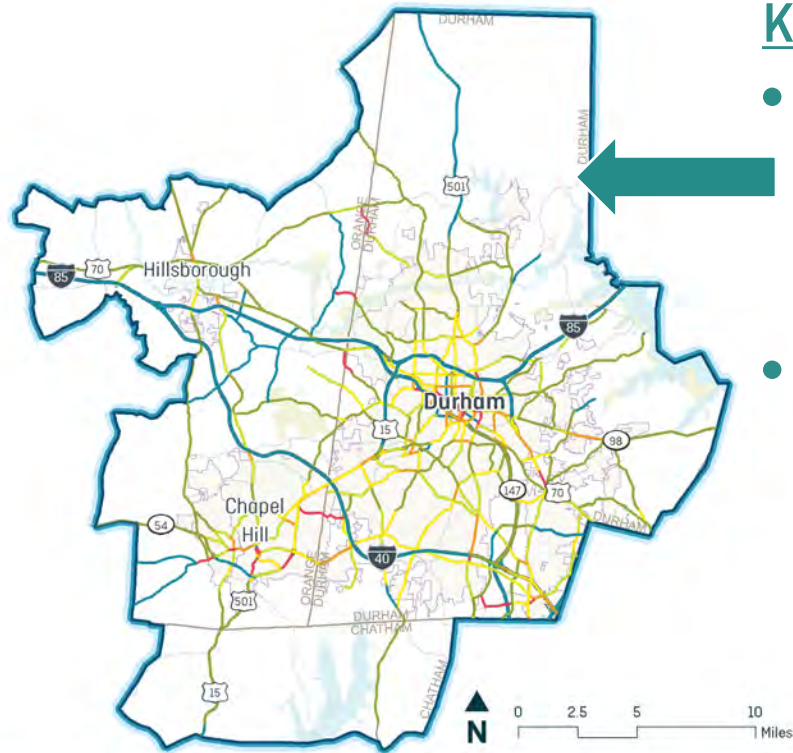 DURHAM
K
DURHAM
501
ORANGE
DURHAM
70
Hillsborough
85
85
Durham
15
98
147
70
Chapel
Hill
54
DURHAM
40
ORANGE
DURHAM
501
DURHAM
CHATHAM
15
CHATHAM
N
0 2.5 5 10
Miles